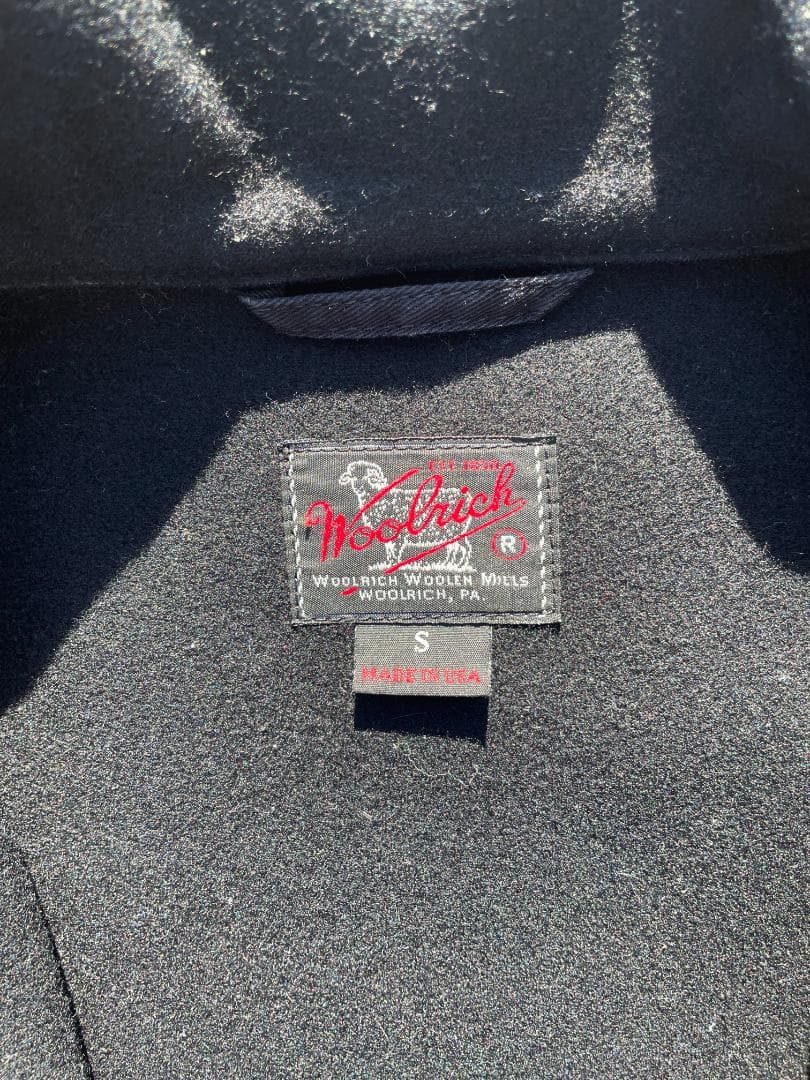 EST. 1830
Woolrich
R
WOOLRICH WOOLEN MILLS
WOOLRICH, PA.
S
MADE IN USA